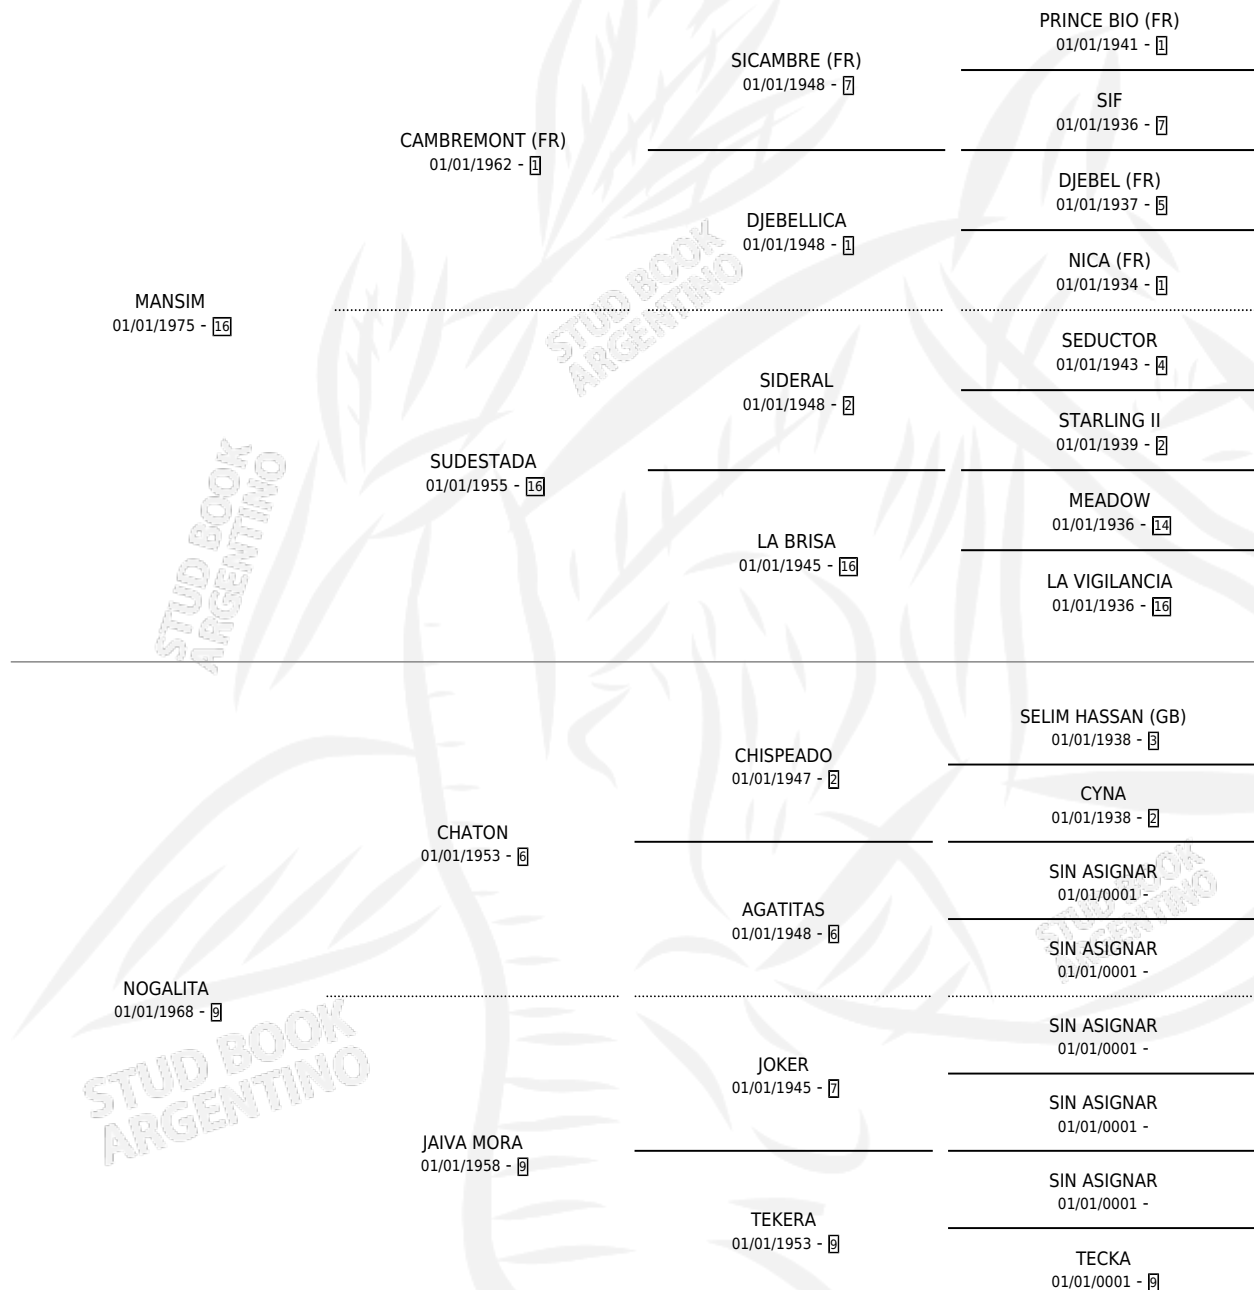 PRINCE BIO (FR)
01/01/1941 - 1
SICAMBRE (FR)
01/01/1948 - 7
SIF
01/01/1936 - 7
CAMBREMONT (FR)
01/01/1962 - 1
DJEBEL (FR)
01/01/1937 - 5
DJEBELLICA
01/01/1948 - 1
NICA (FR)
01/01/1934 - 1
MANSIM
01/01/1975 - 16
SEDUCTOR
01/01/1943 - 4
SIDERAL
01/01/1948 - 2
STARLING II
01/01/1939 - 2
SUDESTADA
01/01/1955 - 16
MEADOW
01/01/1936 - 14
LA BRISA
01/01/1945 - 16
LA VIGILANCIA
01/01/1936 - 16
STUD BOOK
ARGENTINO
STUD BOOK
ARGENTINO
SELIM HASSAN (GB)
01/01/1938 - 3
CHISPEADO
01/01/1947 - 2
CYNA
01/01/1938 - 2
CHATON
01/01/1953 - 6
SIN ASIGNAR
01/01/0001 -
AGATITAS
01/01/1948 - 6
SIN ASIGNAR
01/01/0001 -
NOGALITA
01/01/1968 - 9
SIN ASIGNAR
01/01/0001 -
JOKER
01/01/1945 - 7
SIN ASIGNAR
01/01/0001 -
JAIVA MORA
01/01/1958 - 9
SIN ASIGNAR
01/01/0001 -
TEKERA
01/01/1953 - 9
TECKA
01/01/0001 - 9
STUD BOOK
ARGENTINO
STUD BOOK
ARGENTINO